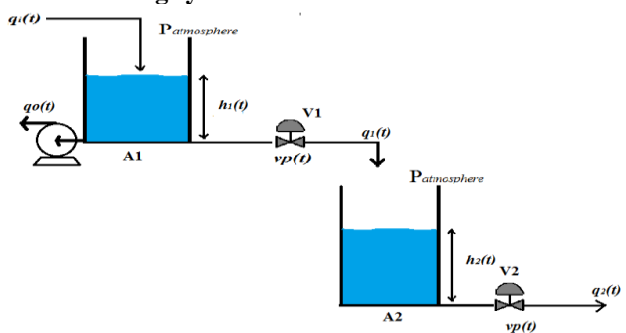 qi(t)
Patmosphere
h1(t)
qo(t)
V1
q1(t)
A1
vp(t)
Patmosphere
h2(t)
V2
q2(t)
A2
vp(t)